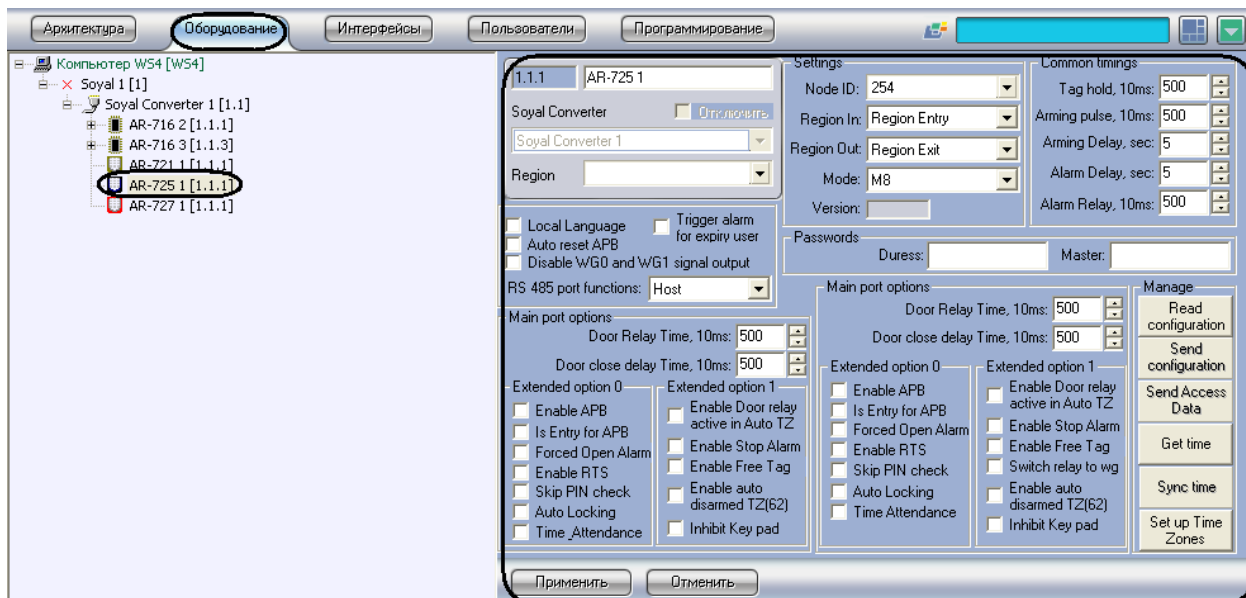 Архитектура Оборудование Интерфейсы Пользователи Программирование
Компьютер WS4 [WS4]
Soyal 1 [1]
Soyal Converter 1 [1.1]
AR-716 2 [1.1.1]
AR-716 3 [1.1.3]
AR-721 1 [1.1.1]
AR-725 1 [1.1.1]
AR-727 1 [1.1.1]
1.1.1 AR-725 1
Soyal Converter Отключить
Soyal Converter 1
Region
Settings
Node ID: 254
Region In: Region Entry
Region Out: Region Exit
Mode: M8
Version:
Common timings
Tag hold, 10ms: 500
Arming pulse, 10ms: 500
Arming Delay, sec: 5
Alarm Delay, sec: 5
Alarm Relay, 10ms: 500
Local Language
Trigger alarm
for expiry user
Auto reset APB
Disable WG0 and WG1 signal output
RS 485 port functions: Host
Passwords
Duress: Master:
Main port options
Door Relay Time, 10ms: 500
Door close delay Time, 10ms: 500
Extended option 0
Enable APB
Is Entry for APB
Forced Open Alarm
Enable RTS
Skip PIN check
Auto Locking
Time_Attendance
Extended option 1
Enable Door relay
active in Auto TZ
Enable Stop Alarm
Enable Free Tag
Enable auto
disarmed TZ(62)
Inhibit Key pad
Main port options
Door Relay Time, 10ms: 500
Door close delay Time, 10ms: 500
Extended option 0
Enable APB
Is Entry for APB
Forced Open Alarm
Enable RTS
Skip PIN check
Auto Locking
Time Attendance
Extended option 1
Enable Door relay
active in Auto TZ
Enable Stop Alarm
Enable Free Tag
Switch relay to wg
Enable auto
disarmed TZ(62)
Inhibit Key pad
Manage
Read
configuration
Send
configuration
Send Access
Data
Get time
Sync time
Set up Time
Zones
Применить Отменить